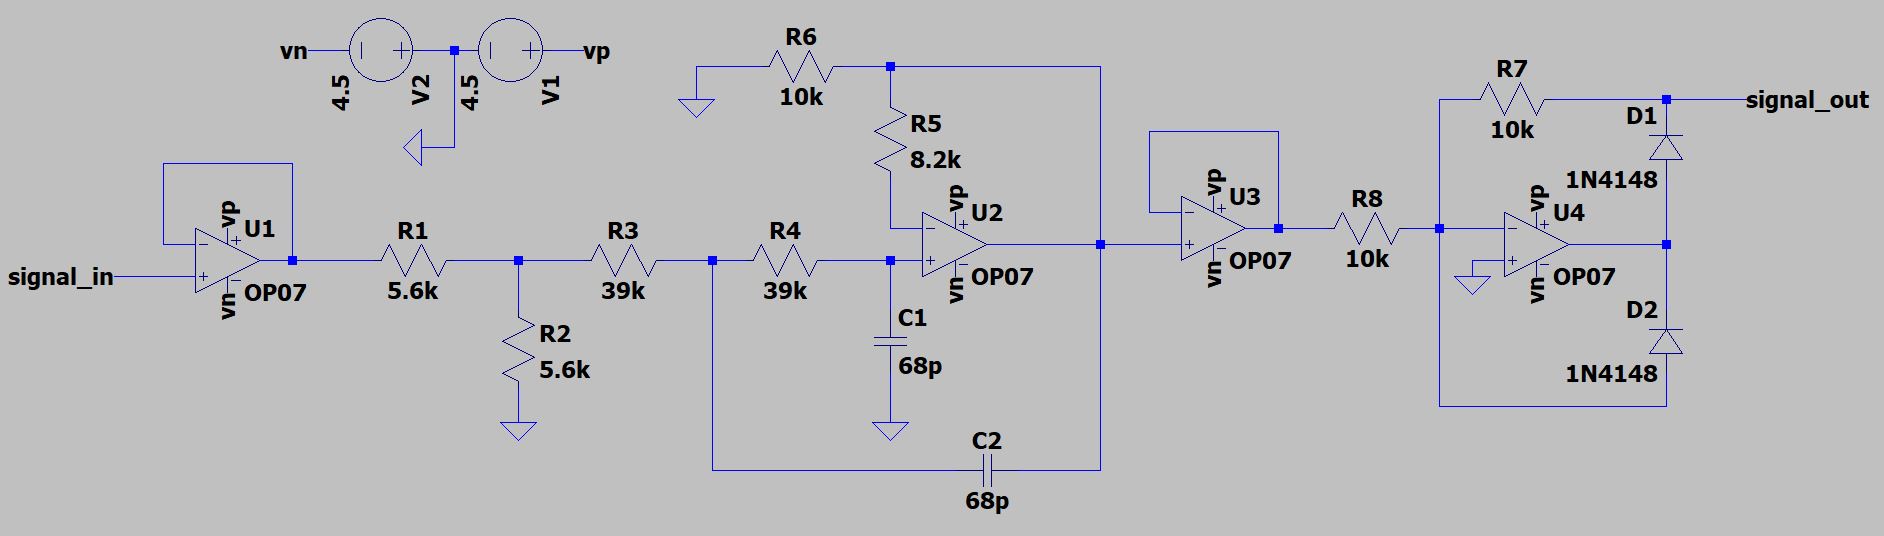 vn
4.5
V2
4.5
V1
vp
R6
10k
R5
8.2k
R7
10k
signal_out
D1
1N4148
signal_in
vp
U1
OP07
vn
R1
5.6k
R2
5.6k
R3
39k
R4
39k
C1
68p
C2
68p
vp
U2
OP07
vn
vp
U3
OP07
vn
R8
10k
vp
U4
OP07
vn
D2
1N4148